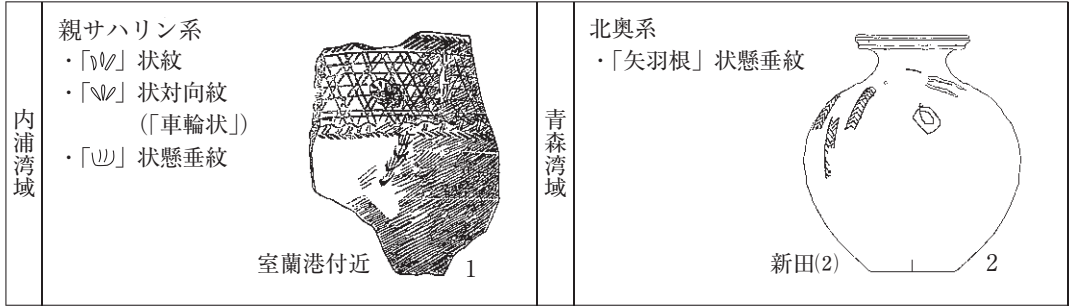 内浦湾域
親サハリン系
・「」状紋
・「」状対向紋
(「車輪状」)
・「」状懸垂紋
室蘭港付近 1
青森湾域
北奥系
・「矢羽根」状懸垂紋
新田(2) 2